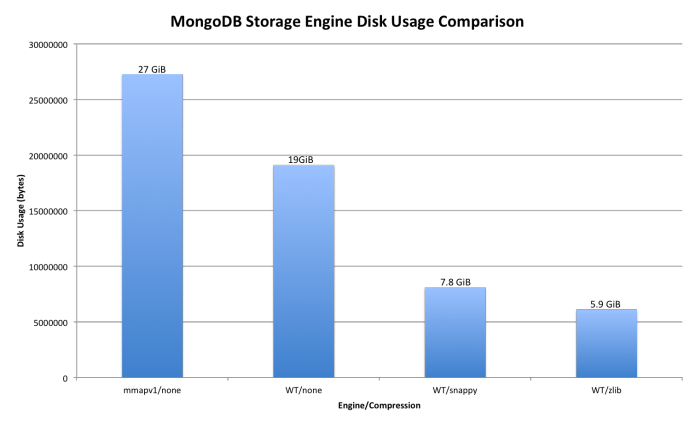 MongoDB Storage Engine Disk Usage Comparison
30000000
25000000
20000000
15000000
10000000
5000000
0
Disk Usage (bytes)
27 GiB
19GiB
7.8 GiB
5.9 GiB
mmapv1/none
WT/none
WT/snappy
WT/zlib
Engine/Compression